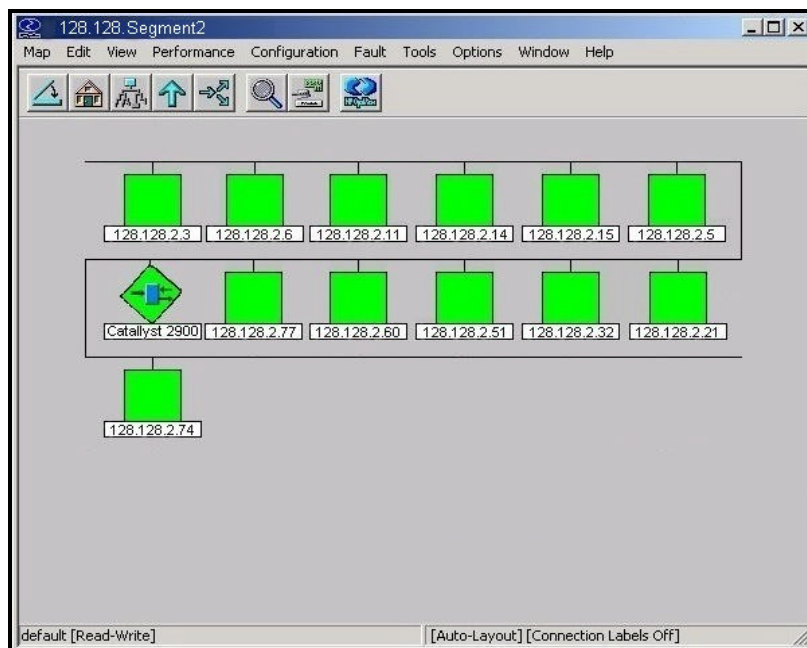 128.128.Segment2
Map Edit View Performance Configuration Fault Tools Options Window Help
128.128.2.3 128.128.2.6 128.128.2.11 128.128.2.14 128.128.2.15 128.128.2.5
Catallyst 2900 128.128.2.77 128.128.2.60 128.128.2.51 128.128.2.32 128.128.2.21
128.128.2.74
default [Read-Write] [Auto-Layout] [Connection Labels Off]